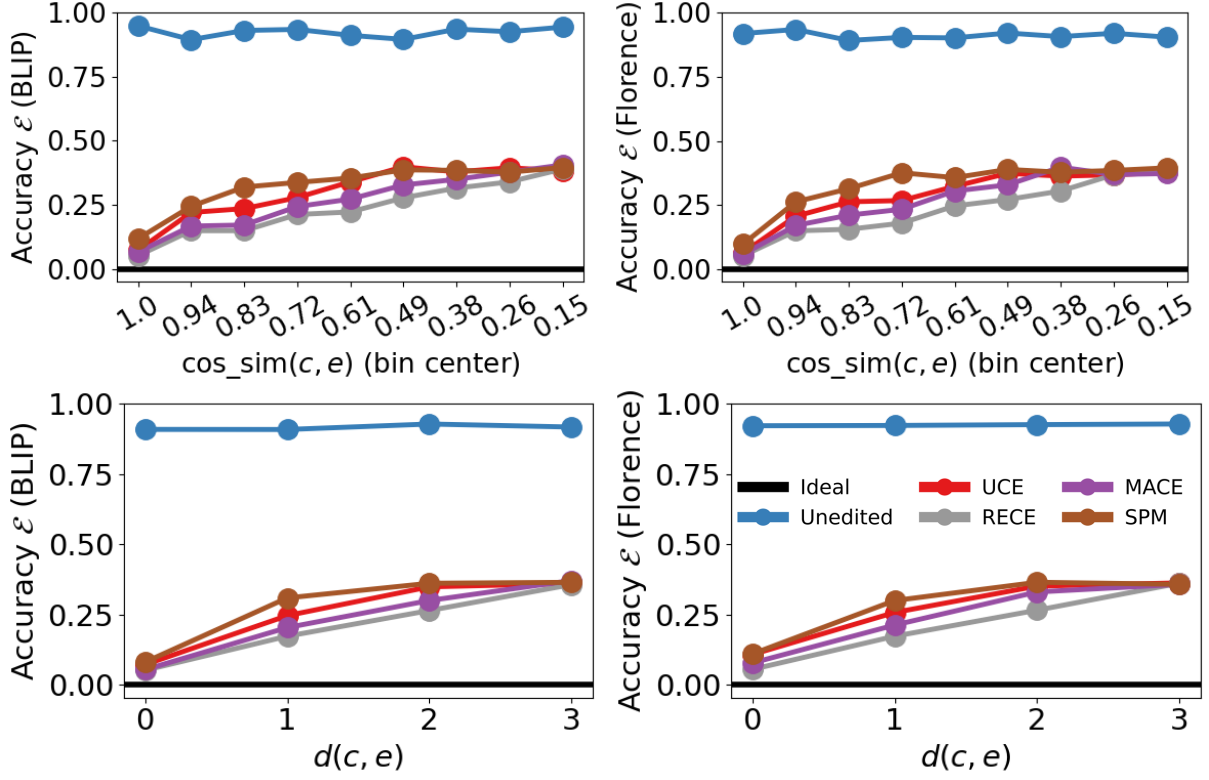 1.00
0.75
0.50
0.25
0.00
Accuracy ℰ (BLIP)
1.0 0.94 0.83 0.72 0.61 0.49 0.38 0.26 0.15
cos_sim(c, e) (bin center)
1.00
0.75
0.50
0.25
0.00
Accuracy ℰ (Florence)
1.0 0.94 0.83 0.72 0.61 0.49 0.38 0.26 0.15
cos_sim(c, e) (bin center)
1.00
0.75
0.50
0.25
0.00
Accuracy ℰ (BLIP)
0 1 2 3
d(c, e)
1.00
0.75
0.50
0.25
0.00
Accuracy ℰ (Florence)
Ideal UCE MACE
Unedited RECE SPM
0 1 2 3
d(c, e)